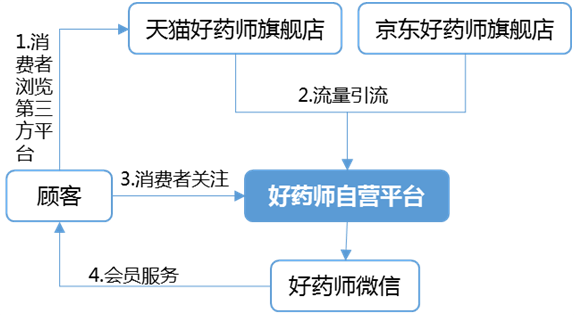 天猫好药师旗舰店
京东好药师旗舰店
1.消
费者
浏览
第三
方平
台
2.流量引流
3.消费者关注
顾客
好药师自营平台
4.会员服务
好药师微信